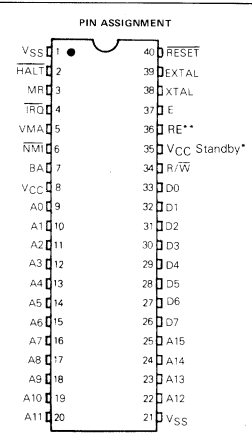 PIN ASSIGNMENT
VSS 1 40 RESET
HALT 2 39 EXTAL
MR 3 38 XTAL
IRQ 4 37 E
VMA 5 36 RE**
NMI 6 35 VCC Standby*
BA 7 34 R/W
VCC 8 33 D0
A0 9 32 D1
A1 10 31 D2
A2 11 30 D3
A3 12 29 D4
A4 13 28 D5
A5 14 27 D6
A6 15 26 D7
A7 16 25 A15
A8 17 24 A14
A9 18 23 A13
A10 19 22 A12
A11 20 21 VSS